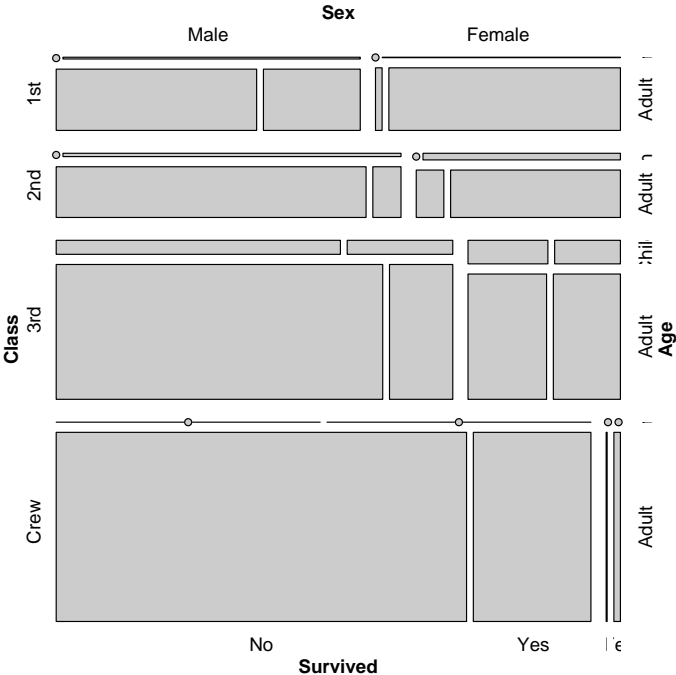 Sex
Male Female
1st Adult
2nd Adult
Class 3rd Adult Age
Crew Adult
No Yes
Survived